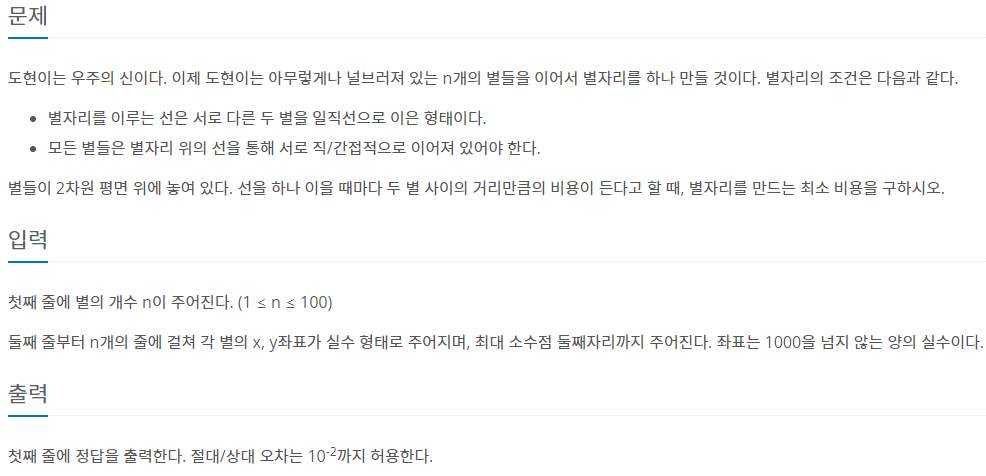 문제
도현이는 우주의 신이다. 이제 도현이는 아무렇게나 널브러져 있는 n개의 별들을 이어서 별자리를 하나 만들 것이다. 별자리의 조건은 다음과 같다.
별자리를 이루는 선은 서로 다른 두 별을 일직선으로 이은 형태이다.
모든 별들은 별자리 위의 선을 통해 서로 직/간접적으로 이어져 있어야 한다.
별들이 2차원 평면 위에 놓여 있다. 선을 하나 이을 때마다 두 별 사이의 거리만큼의 비용이 든다고 할 때, 별자리를 만드는 최소 비용을 구하시오.
입력
첫째 줄에 별의 개수 n이 주어진다. (1 ≤ n ≤ 100)
둘째 줄부터 n개의 줄에 걸쳐 각 별의 x, y좌표가 실수 형태로 주어지며, 최대 소수점 둘째자리까지 주어진다. 좌표는 1000을 넘지 않는 양의 실수이다.
출력
첫째 줄에 정답을 출력한다. 절대/상대 오차는 10⁻²까지 허용한다.